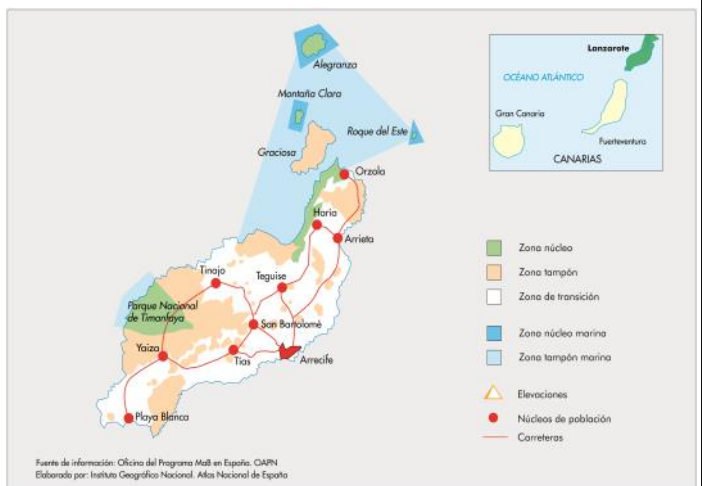 Alegranza
Montaña Clara
Roque del Este
Graciosa
Orzola
Haria
Arrieta
Tinajo
Teguise
Parque Nacional
de Timanfaya
San Bartolomé
Yaiza
Tías
Arrecife
Playa Blanca
Lanzarote
OCÉANO ATLÁNTICO
Gran Canaria
Fuerteventura
CANARIAS
Zona núcleo
Zona tampón
Zona de transición
Zona núcleo marina
Zona tampón marina
Elevaciones
Núcleos de población
Carreteras
Fuente de información: Oficina del Programa MaB en España. OAPN
Elaborado por: Instituto Geográfico Nacional. Atlas Nacional de España